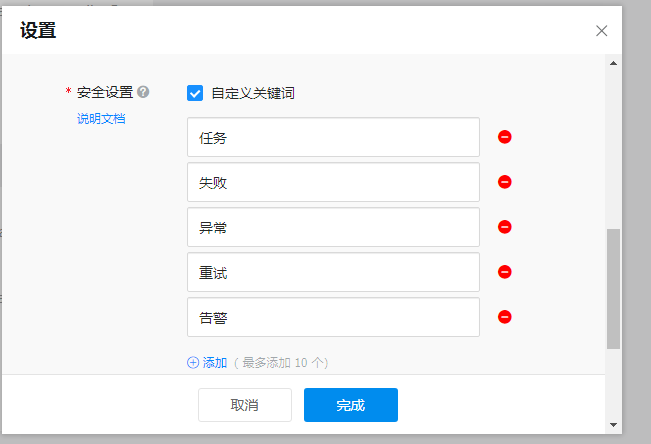 设置
* 安全设置
自定义关键词
说明文档
任务
失败
异常
重试
告警
添加 ( 最多添加 10 个)
取消
完成